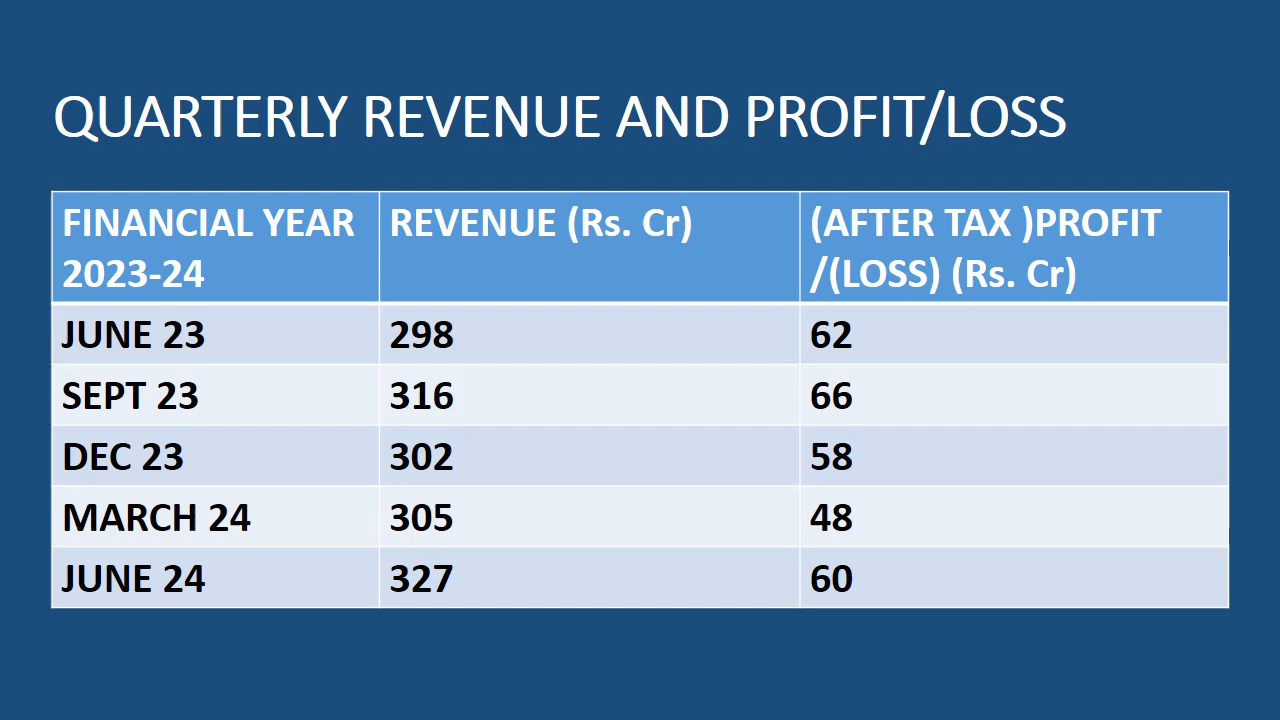 QUARTERLY REVENUE AND PROFIT/LOSS
FINANCIAL YEAR 2023-24 REVENUE (Rs. Cr) (AFTER TAX )PROFIT /(LOSS) (Rs. Cr)
JUNE 23 298 62
SEPT 23 316 66
DEC 23 302 58
MARCH 24 305 48
JUNE 24 327 60